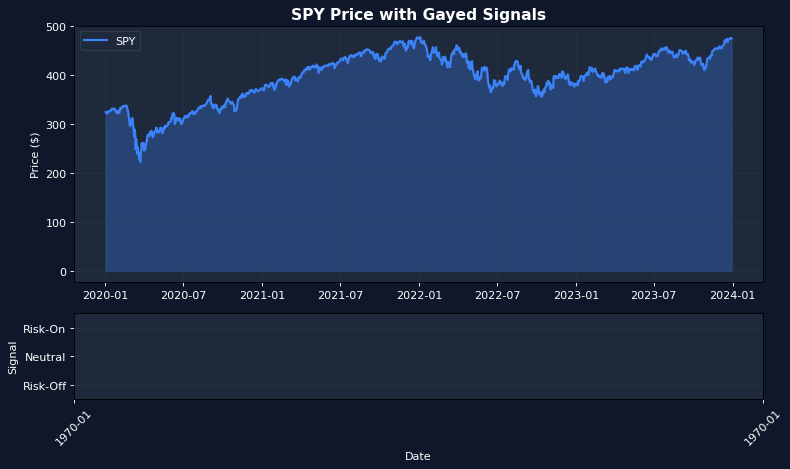 SPY Price with Gayed Signals
SPY
Price ($)
500
400
300
200
100
0
2020-01 2020-07 2021-01 2021-07 2022-01 2022-07 2023-01 2023-07 2024-01
Signal
Risk-On
Neutral
Risk-Off
1970-01 1970-01
Date